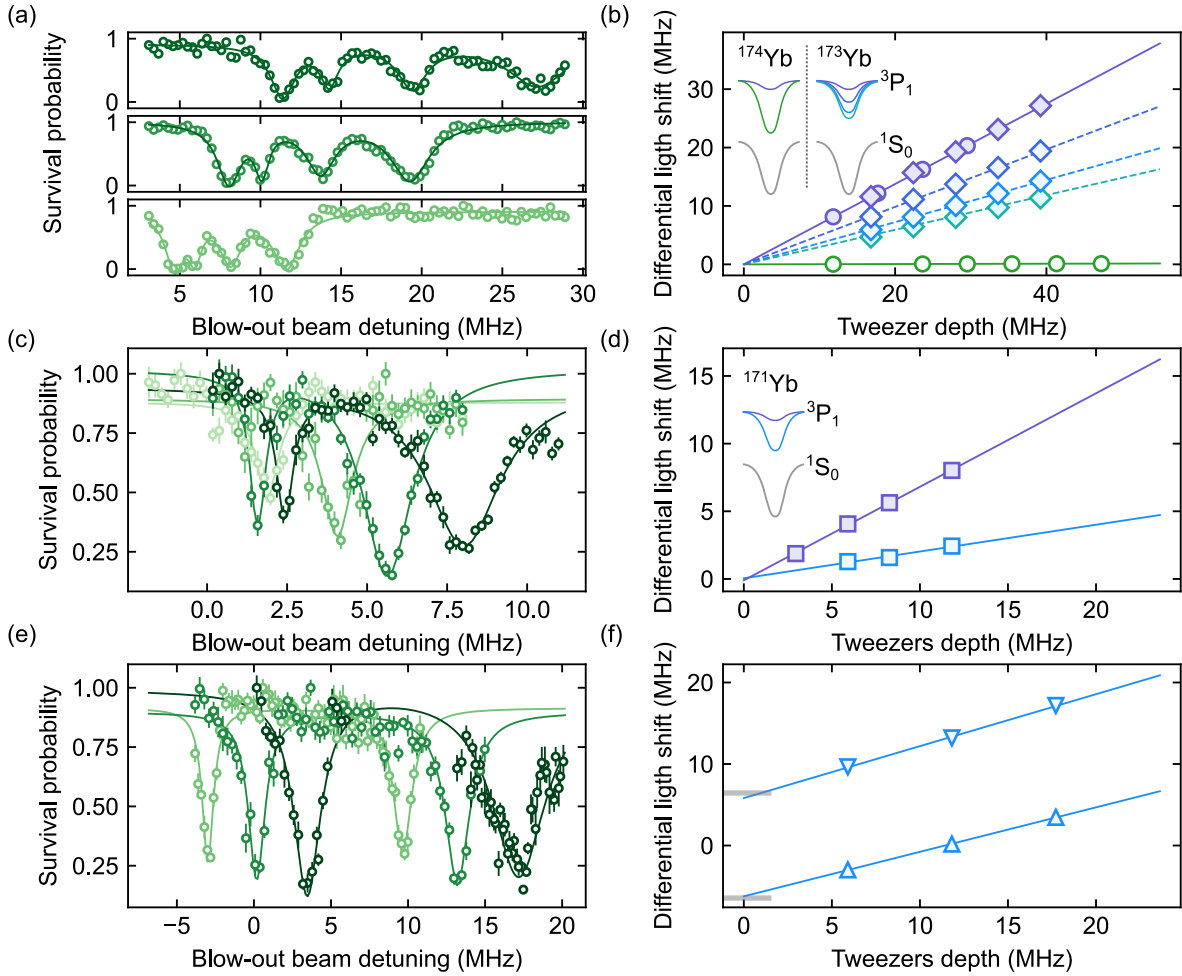 (a)
Survival probability
1
0
1
0
1
0
5 10 15 20 25 30
Blow-out beam detuning (MHz)
(b)
Differential ligth shift (MHz)
30
20
10
0
0 20 40
Tweezer depth (MHz)
¹⁷⁴Yb ¹⁷³Yb
³P₁
¹S₀
(c)
Survival probability
1.00
0.75
0.50
0.25
0.0 2.5 5.0 7.5 10.0
Blow-out beam detuning (MHz)
(d)
Differential ligth shift (MHz)
15
10
5
0
0 5 10 15 20
Tweezers depth (MHz)
¹⁷¹Yb
³P₁
¹S₀
(e)
Survival probability
1.00
0.75
0.50
0.25
−5 0 5 10 15 20
Blow-out beam detuning (MHz)
(f)
Differential ligth shift (MHz)
20
10
0
0 5 10 15 20
Tweezers depth (MHz)